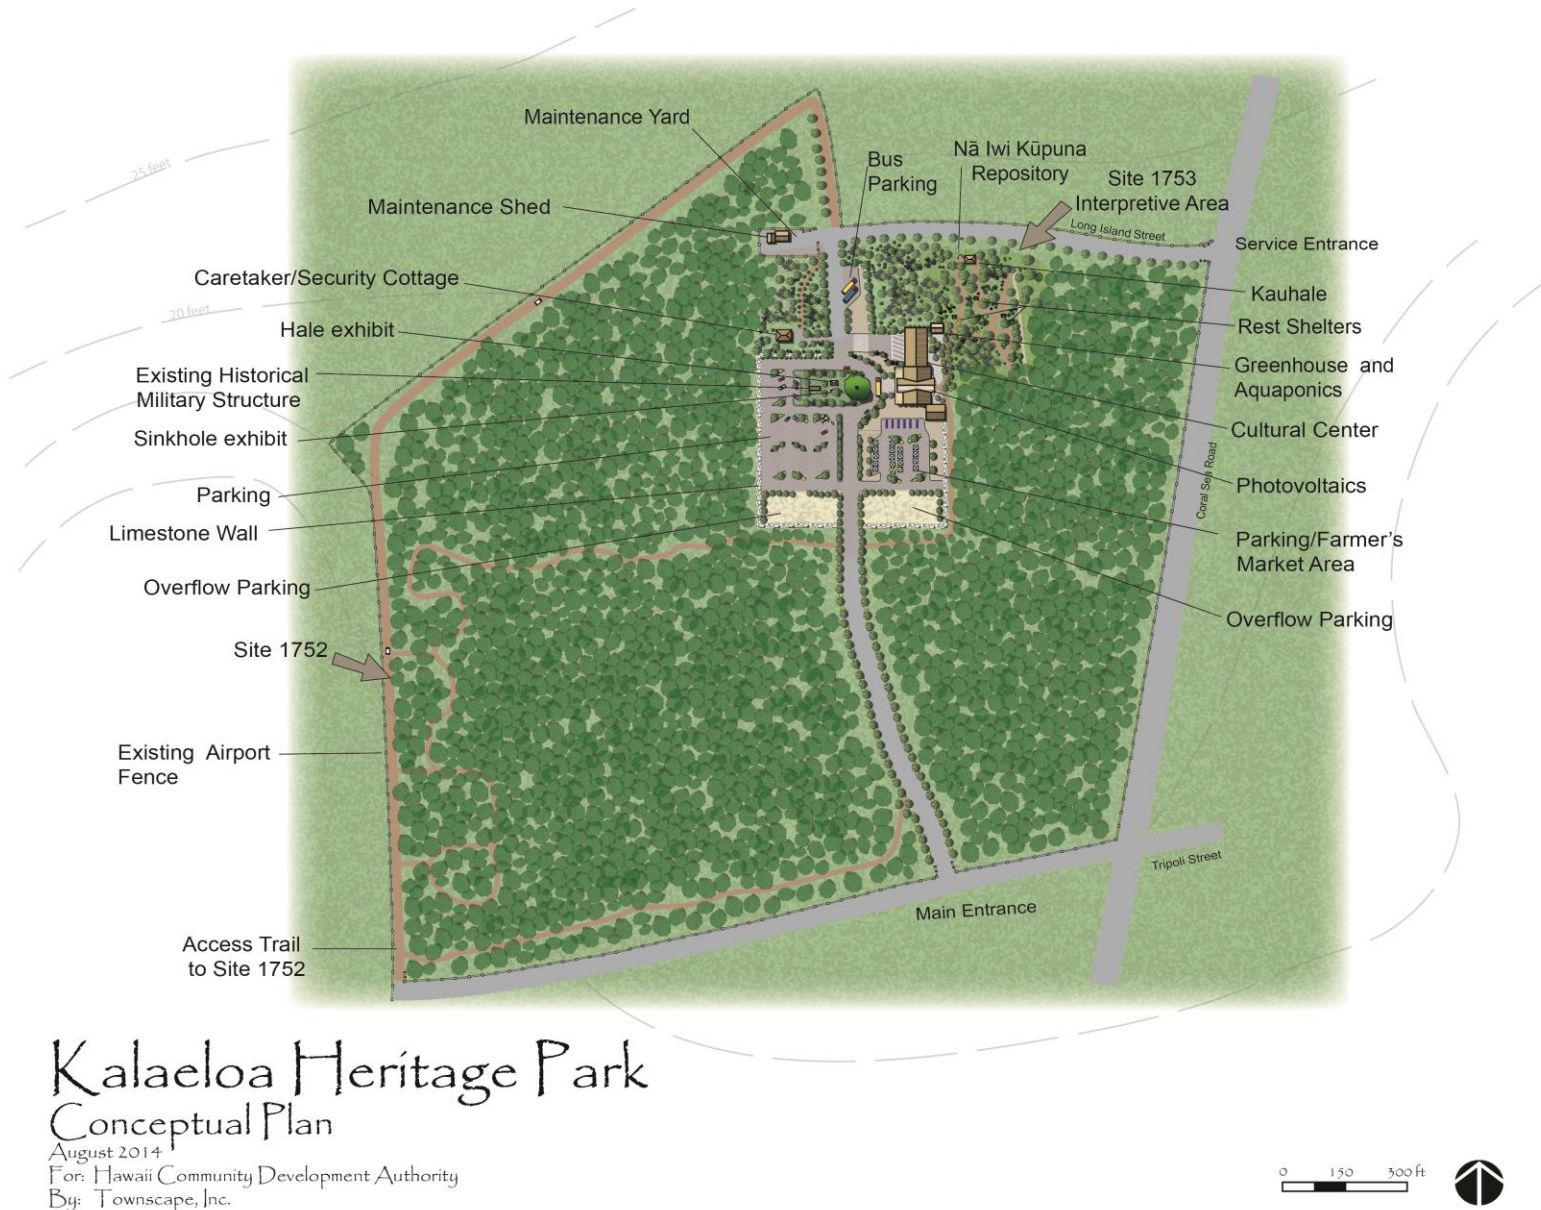 Maintenance Yard
Bus
Parking
Nā Iwi Kūpuna
Repository
Site 1753
Interpretive Area
25 feet
Maintenance Shed
Long Island Street
Service Entrance
Caretaker/Security Cottage
Kauhale
20 feet
Hale exhibit
Rest Shelters
Existing Historical
Military Structure
Greenhouse and
Aquaponics
Sinkhole exhibit
Cultural Center
Coral Sea Road
Parking
Photovoltaics
Limestone Wall
Parking/Farmer's
Market Area
Overflow Parking
Overflow Parking
Site 1752
Existing Airport
Fence
Tripoli Street
Main Entrance
Access Trail
to Site 1752
Kalaeloa Heritage Park
Conceptual Plan
August 2014
For: Hawaii Community Development Authority
By: Townscape, Inc.
0 150 300 ft